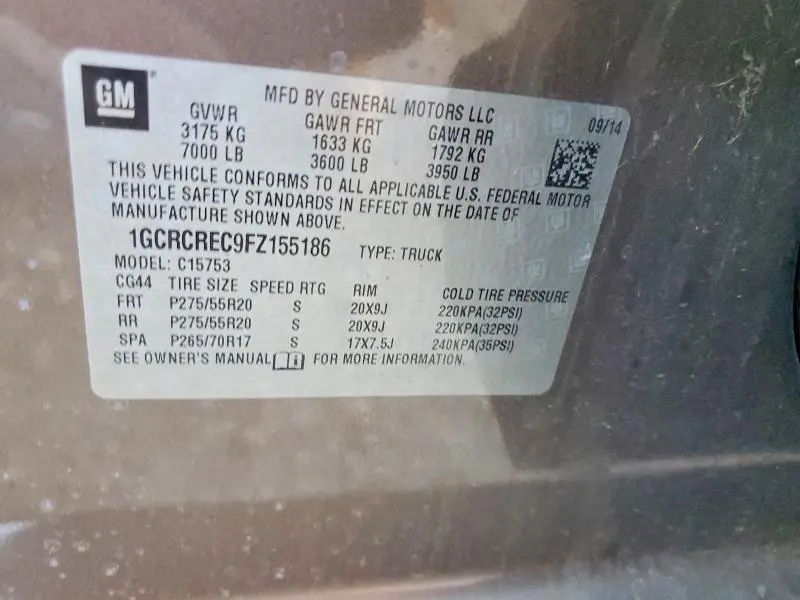 GM
MFD BY GENERAL MOTORS LLC 09/14
GVWR GAWR FRT GAWR RR
3175 KG 1633 KG 1792 KG
7000 LB 3600 LB 3950 LB
THIS VEHICLE CONFORMS TO ALL APPLICABLE U.S. FEDERAL MOTOR
VEHICLE SAFETY STANDARDS IN EFFECT ON THE DATE OF
MANUFACTURE SHOWN ABOVE.
1GCRCREC9FZ155186 TYPE: TRUCK
MODEL: C15753
CG44 TIRE SIZE SPEED RTG RIM COLD TIRE PRESSURE
FRT P275/55R20 S 20X9J 220KPA(32PSI)
RR P275/55R20 S 20X9J 220KPA(32PSI)
SPA P265/70R17 S 17X7.5J 240KPA(35PSI)
SEE OWNER'S MANUAL FOR MORE INFORMATION.